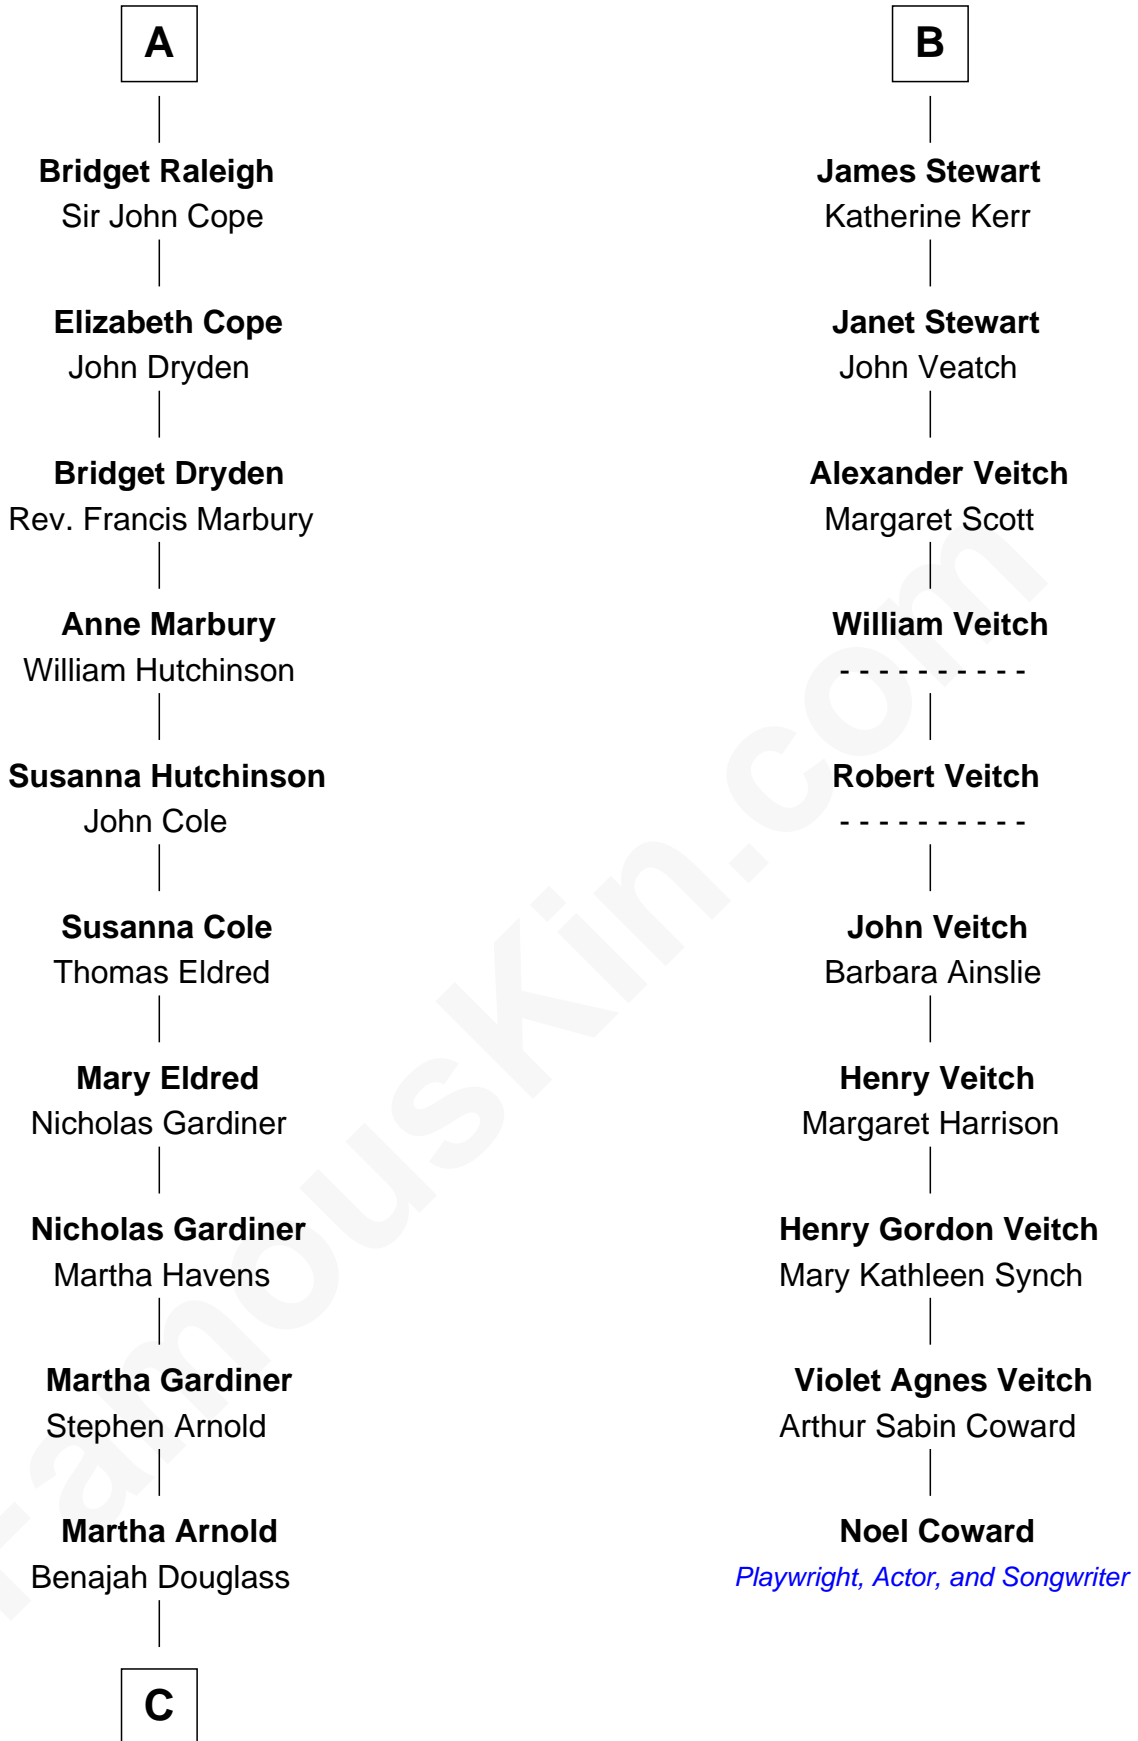 A
Bridget Raleigh
Sir John Cope
Elizabeth Cope
John Dryden
Bridget Dryden
Rev. Francis Marbury
Anne Marbury
William Hutchinson
Susanna Hutchinson
John Cole
Susanna Cole
Thomas Eldred
Mary Eldred
Nicholas Gardiner
Nicholas Gardiner
Martha Havens
Martha Gardiner
Stephen Arnold
Martha Arnold
Benajah Douglass
C
B
James Stewart
Katherine Kerr
Janet Stewart
John Veatch
Alexander Veitch
Margaret Scott
William Veitch
- - - - - - - - - -
Robert Veitch
- - - - - - - - - -
John Veitch
Barbara Ainslie
Henry Veitch
Margaret Harrison
Henry Gordon Veitch
Mary Kathleen Synch
Violet Agnes Veitch
Arthur Sabin Coward
Noel Coward
Playwright, Actor, and Songwriter
FamousKin.com